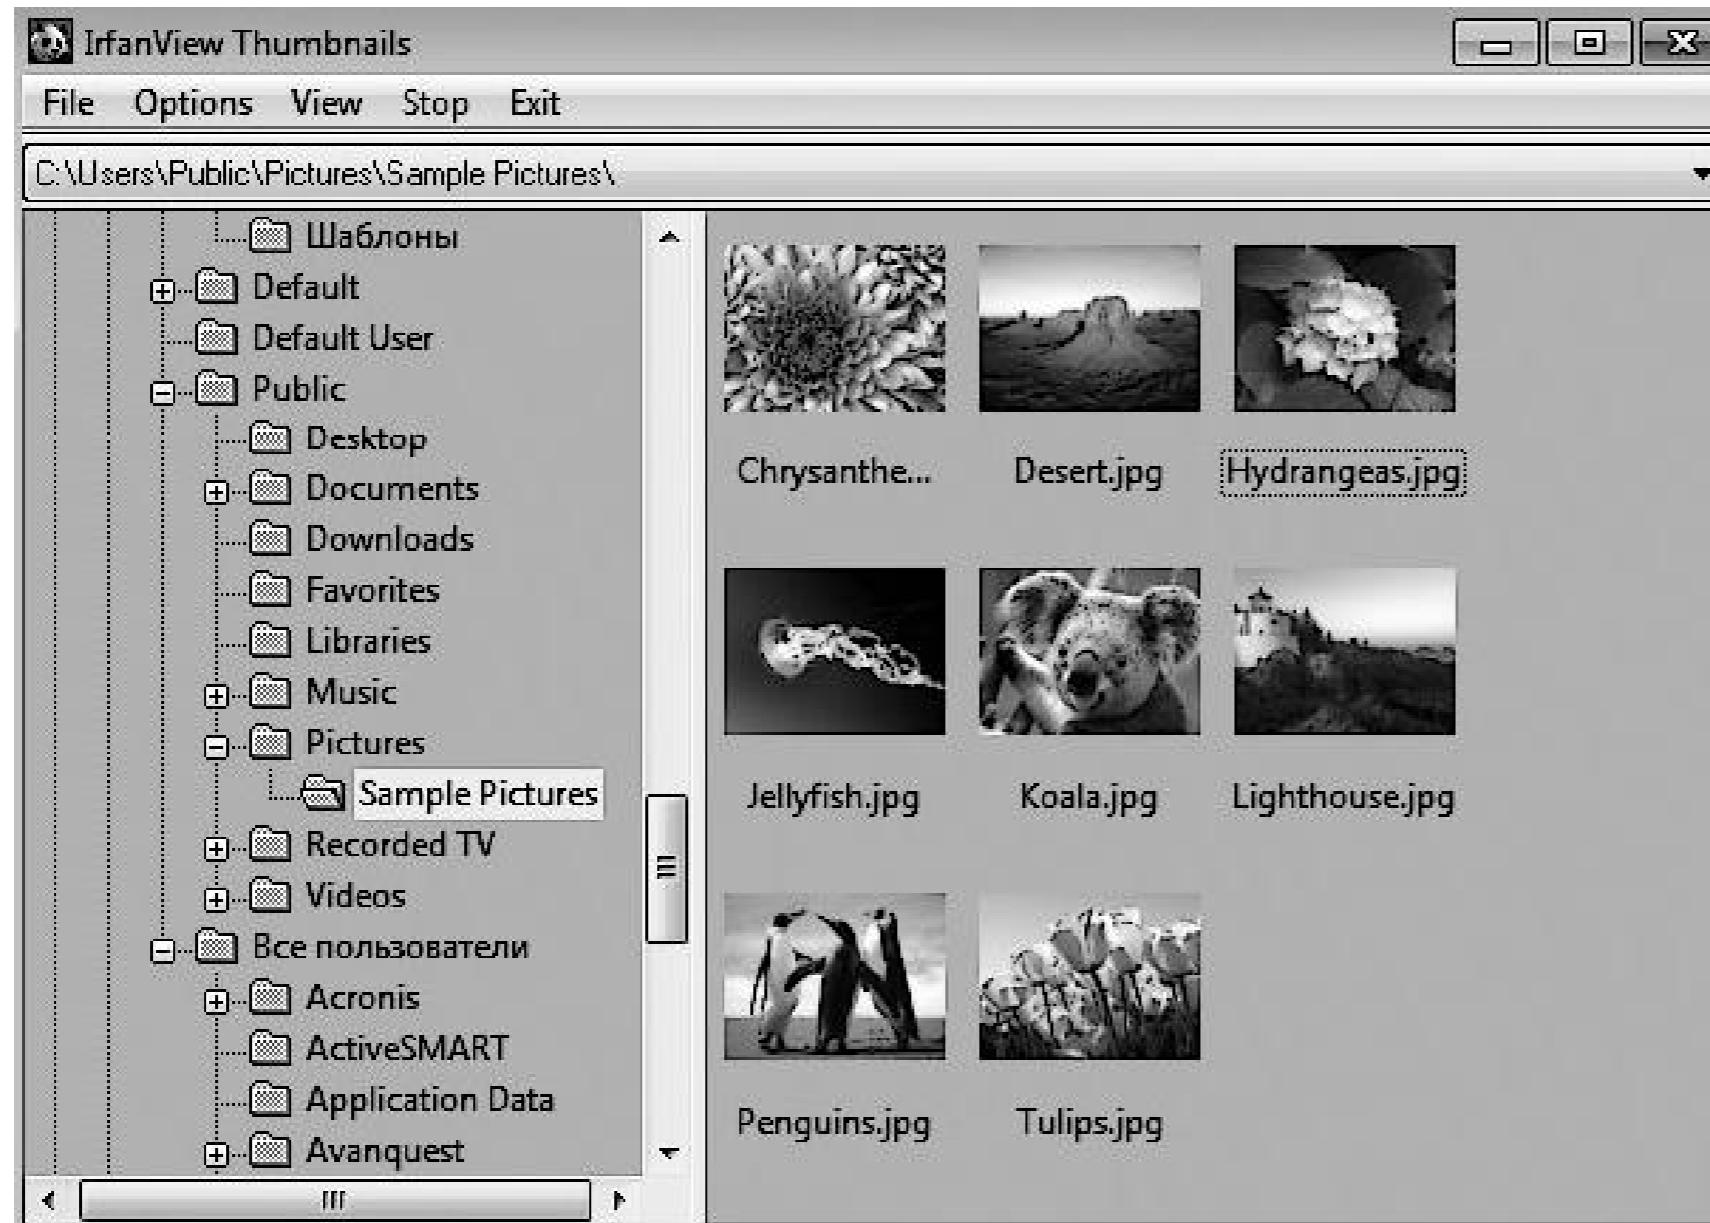 IrfanView Thumbnails
File Options View Stop Exit
C:\Users\Public\Pictures\Sample Pictures\
Шаблоны
Default
Default User
Public
Desktop
Documents
Downloads
Favorites
Libraries
Music
Pictures
Sample Pictures
Recorded TV
Videos
Все пользователи
Acronis
ActiveSMART
Application Data
Avanquest
Chrysanthe... Desert.jpg Hydrangeas.jpg
Jellyfish.jpg Koala.jpg Lighthouse.jpg
Penguins.jpg Tulips.jpg